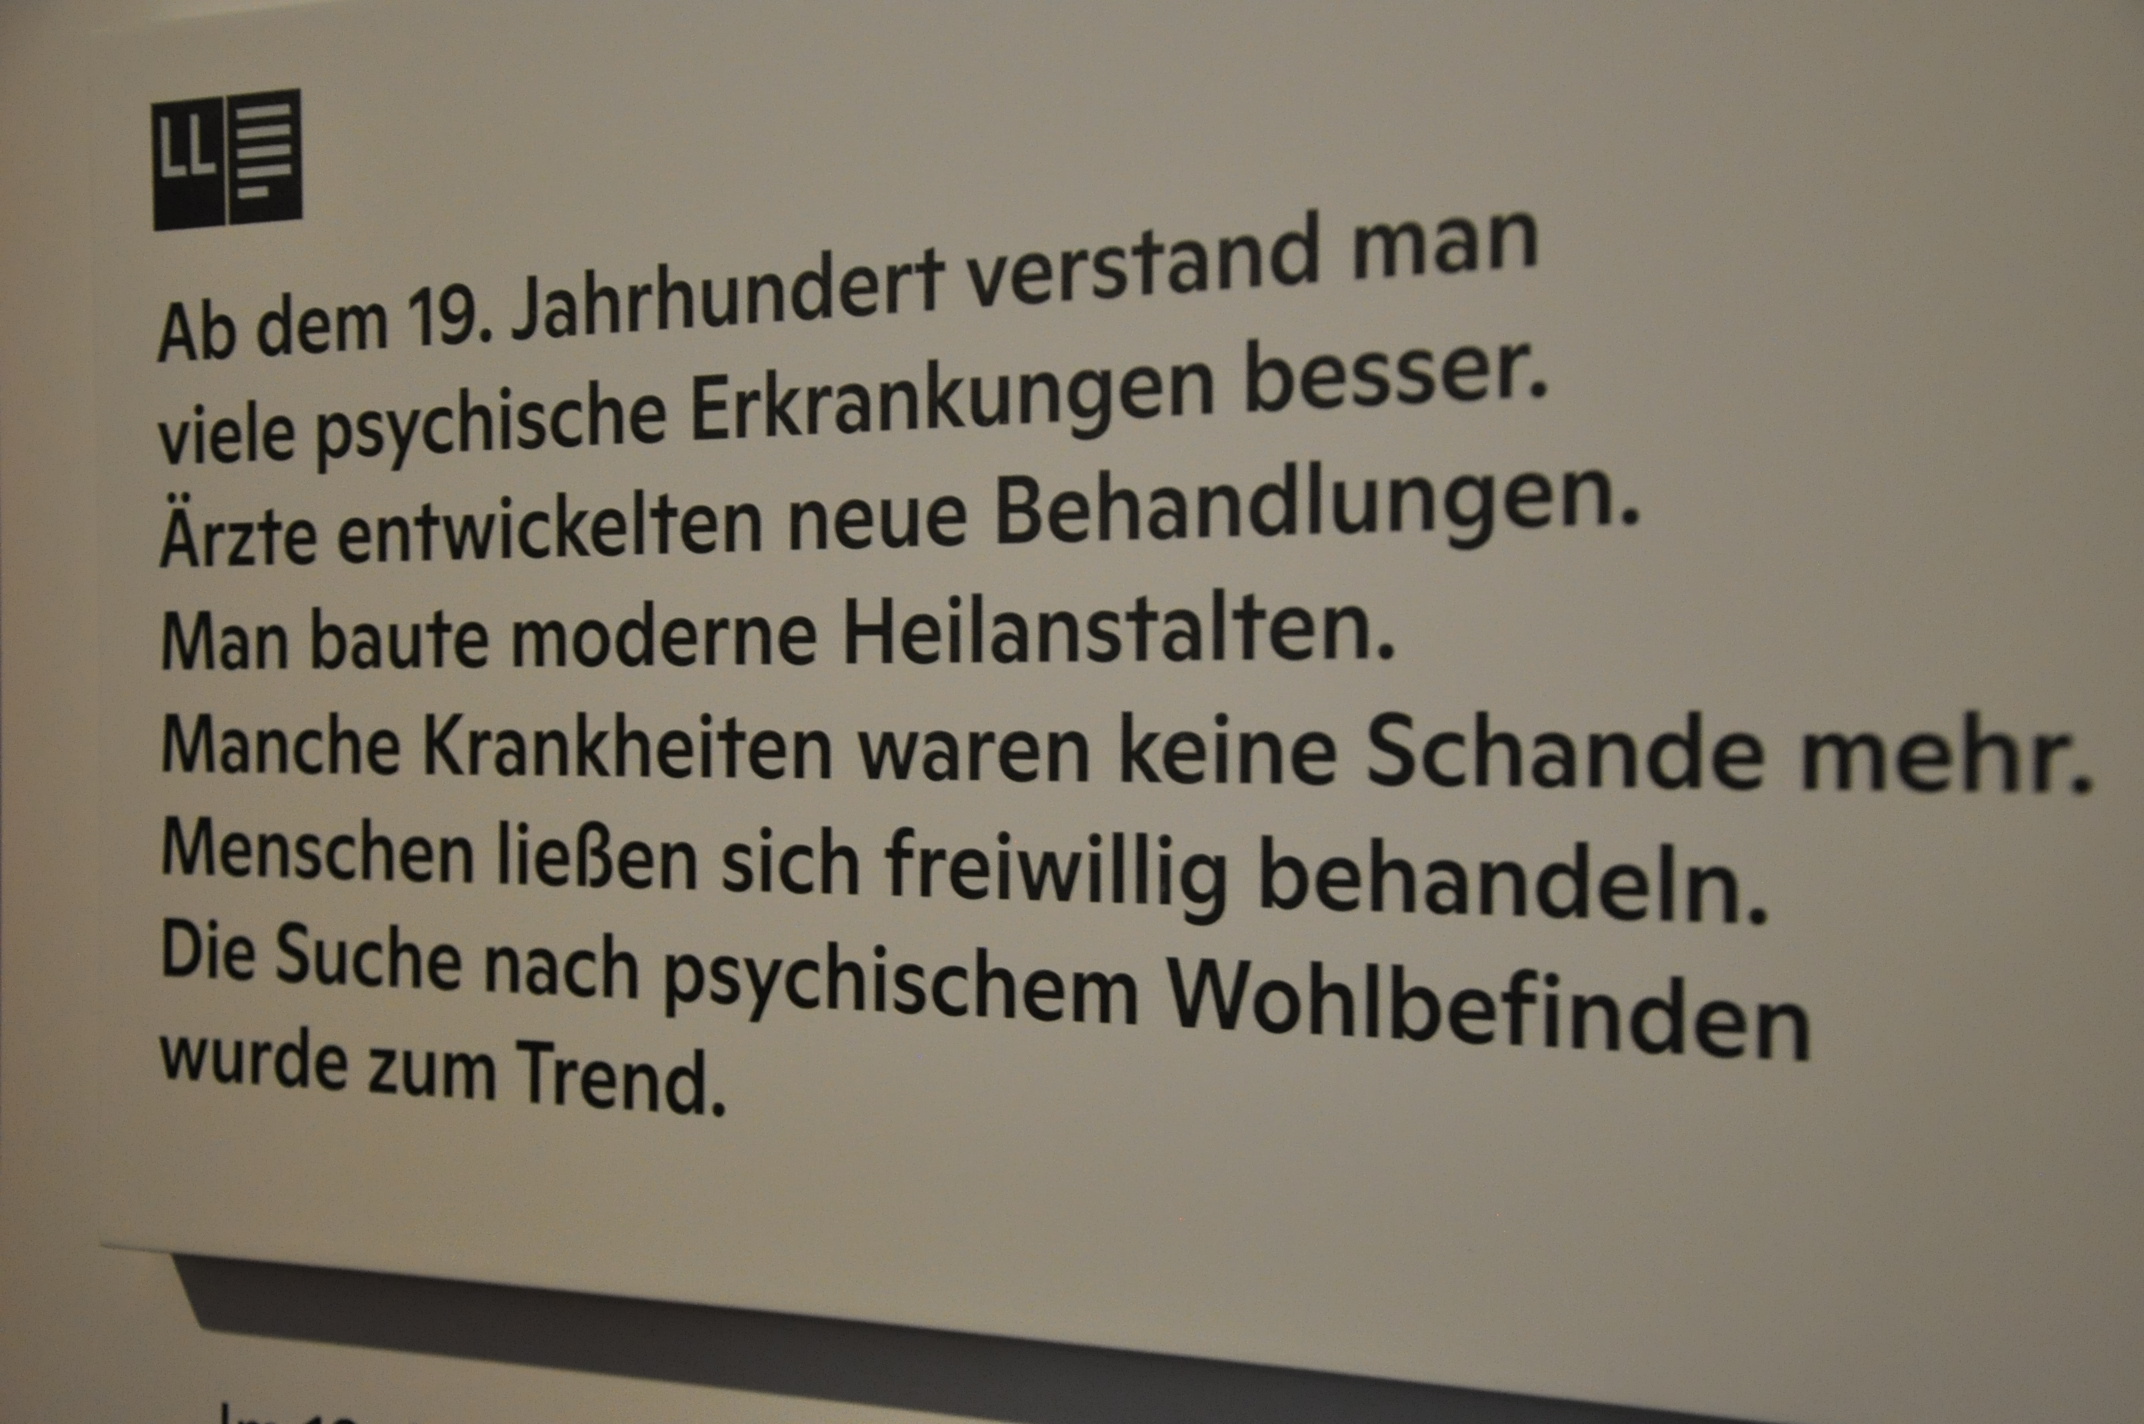 LL
Ab dem 19. Jahrhundert verstand man
viele psychische Erkrankungen besser.
Ärzte entwickelten neue Behandlungen.
Man baute moderne Heilanstalten.
Manche Krankheiten waren keine Schande mehr.
Menschen ließen sich freiwillig behandeln.
Die Suche nach psychischem Wohlbefinden
wurde zum Trend.